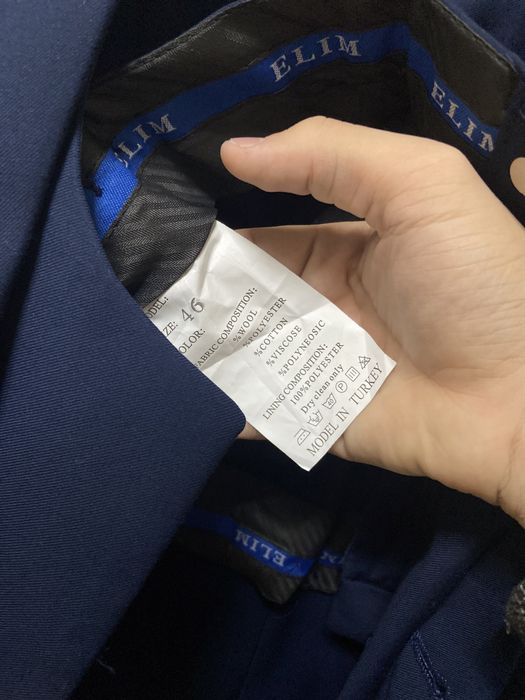 ELIM
ELIM
ELIM
MODEL:
SIZE: 46
COLOR:
FABRIC COMPOSITION:
%WOOL
%POLYESTER
%COTTON
%VISCOSE
%POLYNEOSIC
LINING COMPOSITION:
100%POLYESTER
Dry clean only
MODEL IN TURKEY
ELIM